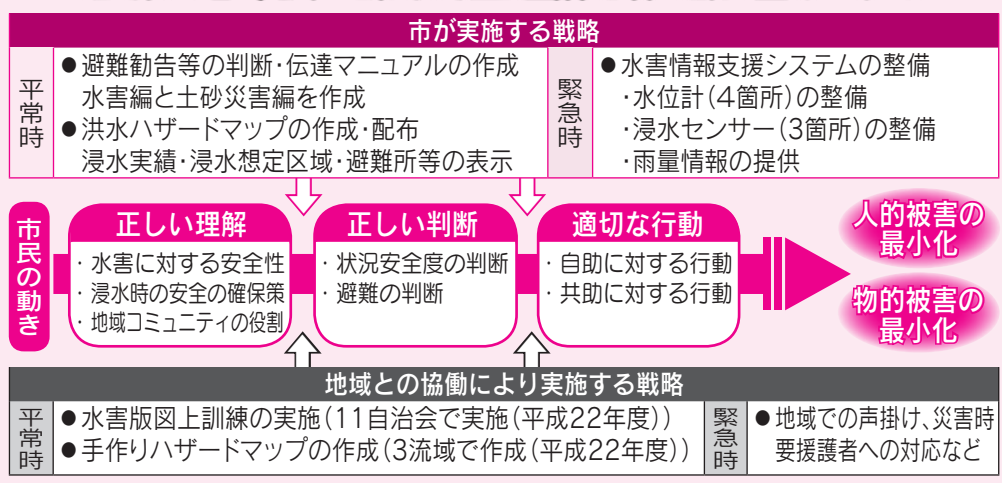 市が実施する戦略
平常時
●避難勧告等の判断・伝達マニュアルの作成
水害編と土砂災害編を作成
●洪水ハザードマップの作成・配布
浸水実績・浸水想定区域・避難所等の表示
緊急時
●水害情報支援システムの整備
・水位計(4箇所)の整備
・浸水センサー(3箇所)の整備
・雨量情報の提供
市民の動き
正しい理解
・水害に対する安全性
・浸水時の安全の確保策
・地域コミュニティの役割
正しい判断
・状況安全度の判断
・避難の判断
適切な行動
・自助に対する行動
・共助に対する行動
人的被害の
最小化
物的被害の
最小化
地域との協働により実施する戦略
平常時
●水害版図上訓練の実施(11自治会で実施(平成22年度))
●手作りハザードマップの作成(3流域で作成(平成22年度))
緊急時
●地域での声掛け、災害時
要援護者への対応など